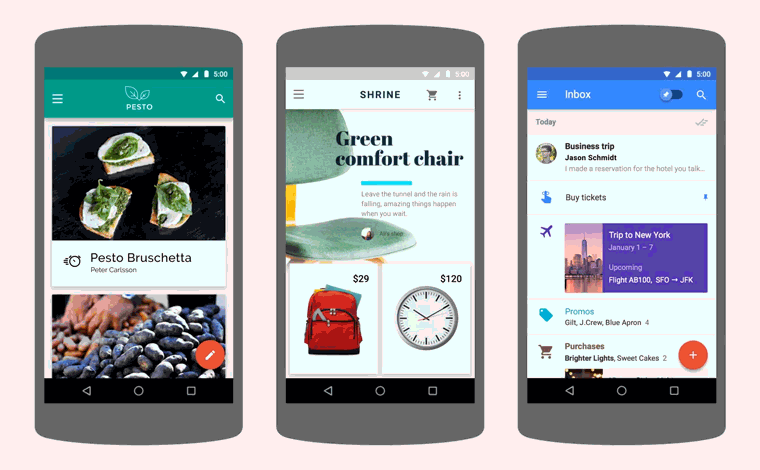 5:00
PESTO
Pesto Bruschetta
Peter Carlsson
5:00
SHRINE
Green
comfort chair
Leave the tunnel and the rain is
falling, amazing things happen
when you wait.
$29
$120
5:00
Inbox
Today
Business trip
Jason Schmidt
I made a reservation for the hotel you talk...
Buy tickets
Trip to New York
January 1 – 7
Upcoming
Flight AB100, SFO → JFK
Promos
Gilt, J.Crew, Blue Apron 4
Purchases
Brighter Lights, Sweet Cakes 2